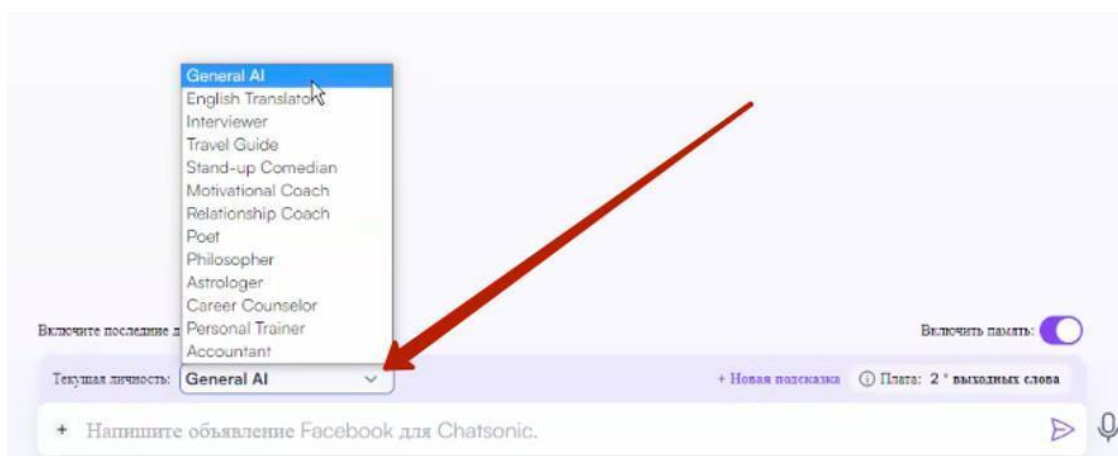 General AI
English Translator
Interviewer
Travel Guide
Stand-up Comedian
Motivational Coach
Relationship Coach
Poet
Philosopher
Astrologer
Career Counselor
Включите последние Personal Trainer Включить память:
Accountant
Текущая личность: General AI + Новая подсказка Плата: 2 * выходных слова
+ Напишите объявление Facebook для Chatsonic.